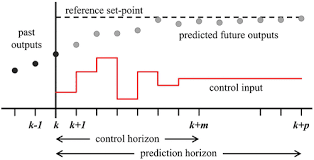 reference set-point
past
outputs
predicted future outputs
control input
k-1
k
k+1
k+m
k+p
control horizon
prediction horizon